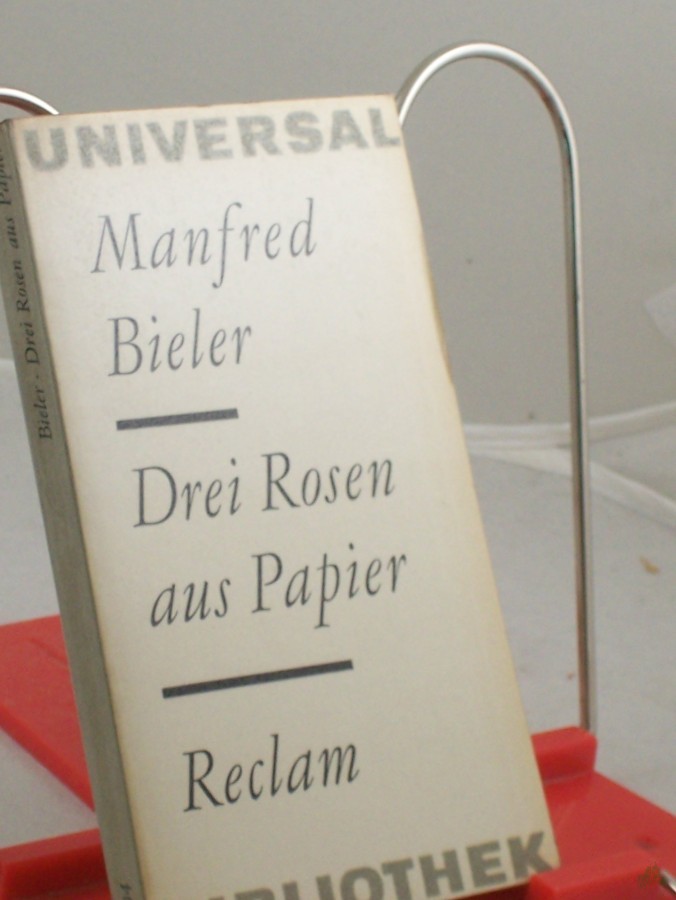 UNIVERSAL
Manfred
Bieler
Drei Rosen
aus Papier
Reclam
BIBLIOTHEK
Bieler · Drei Rosen aus Papier